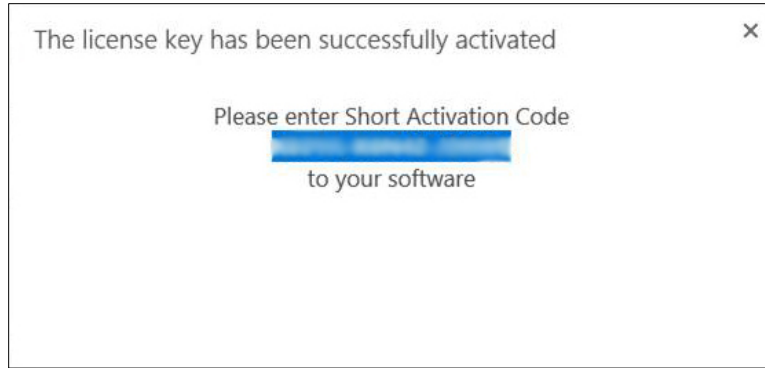 The license key has been successfully activated
Please enter Short Activation Code
to your software